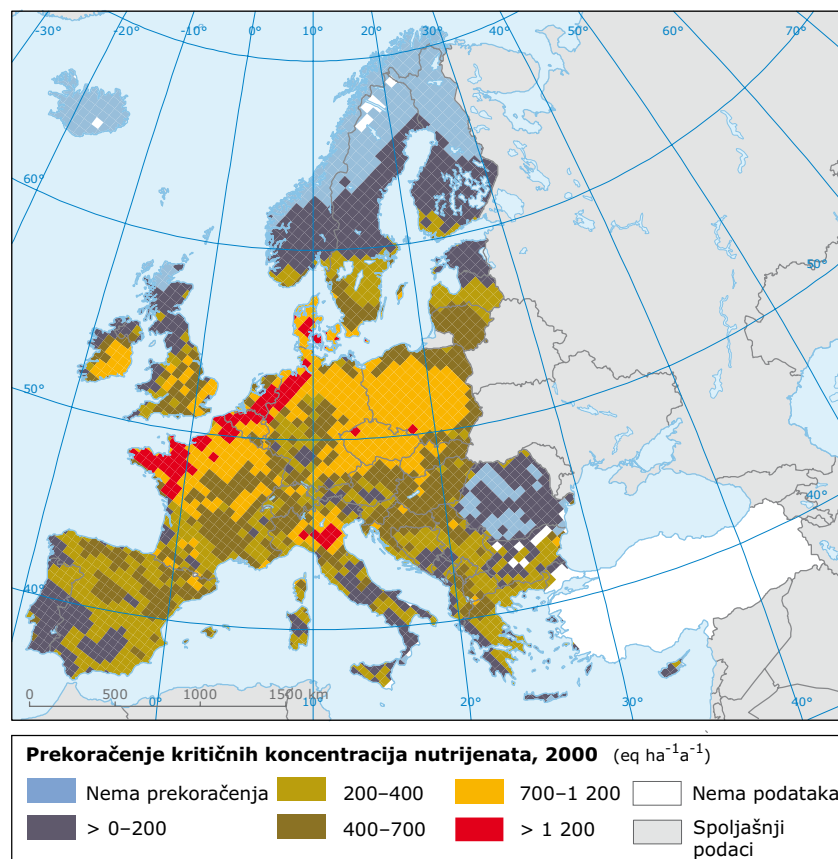 -30° -20° -10° 0° 10° 20° 30° 40° 50° 60° 70°
60°
50°
50°
40°
40°
0 500 1000 1500 km
0° 10° 20° 30° 40°
Prekoračenje kritičnih koncentracija nutrijenata, 2000 (eq ha⁻¹a⁻¹)
Nema prekoračenja 200–400 700–1 200 Nema podataka
> 0–200 400–700 > 1 200 Spoljašnji
podaci